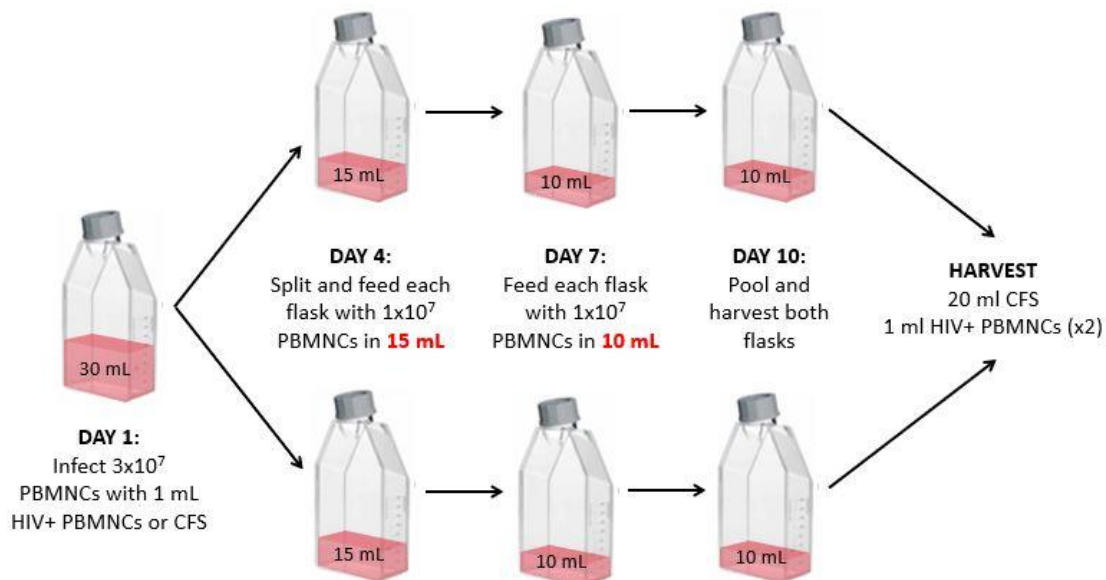 15 mL
10 mL
10 mL
30 mL
DAY 1:
Infect 3x10⁷
PBMNCs with 1 mL
HIV+ PBMNCs or CFS
DAY 4:
Split and feed each
flask with 1x10⁷
PBMNCs in 15 mL
DAY 7:
Feed each flask
with 1x10⁷
PBMNCs in 10 mL
DAY 10:
Pool and
harvest both
flasks
HARVEST
20 ml CFS
1 ml HIV+ PBMNCs (x2)
15 mL
10 mL
10 mL